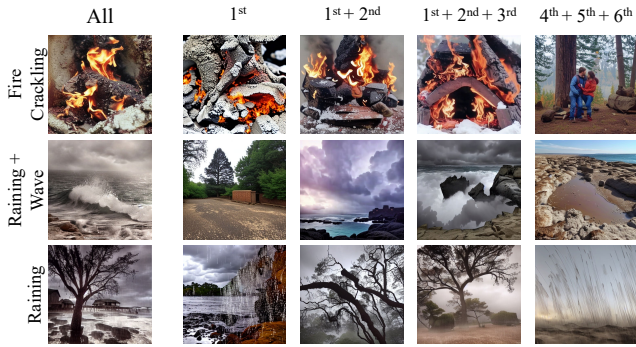 All 1st 1st + 2nd 1st + 2nd + 3rd 4th + 5th + 6th
Fire
Crackling
Raining +
Wave
Raining